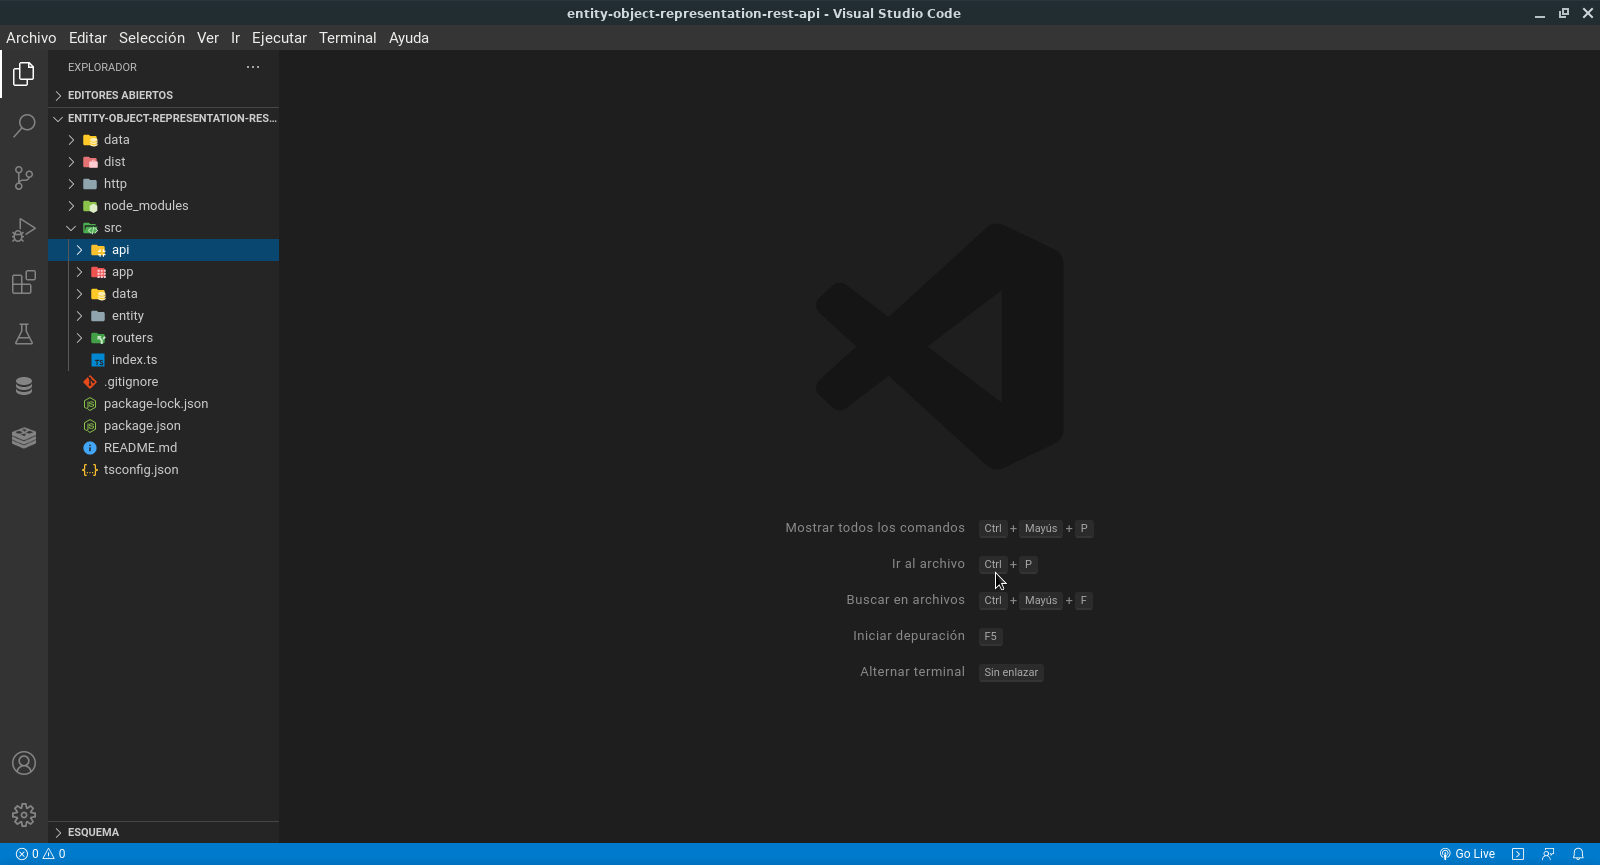 entity-object-representation-rest-api - Visual Studio Code
Archivo Editar Selección Ver Ir Ejecutar Terminal Ayuda
EXPLORADOR
EDITORES ABIERTOS
ENTITY-OBJECT-REPRESENTATION-RES...
data
dist
http
node_modules
src
api
app
data
entity
routers
index.ts
.gitignore
package-lock.json
package.json
README.md
tsconfig.json
Mostrar todos los comandos Ctrl + Mayús + P
Ir al archivo Ctrl + P
Buscar en archivos Ctrl + Mayús + F
Iniciar depuración F5
Alternar terminal Sin enlazar
ESQUEMA
0 0 Go Live